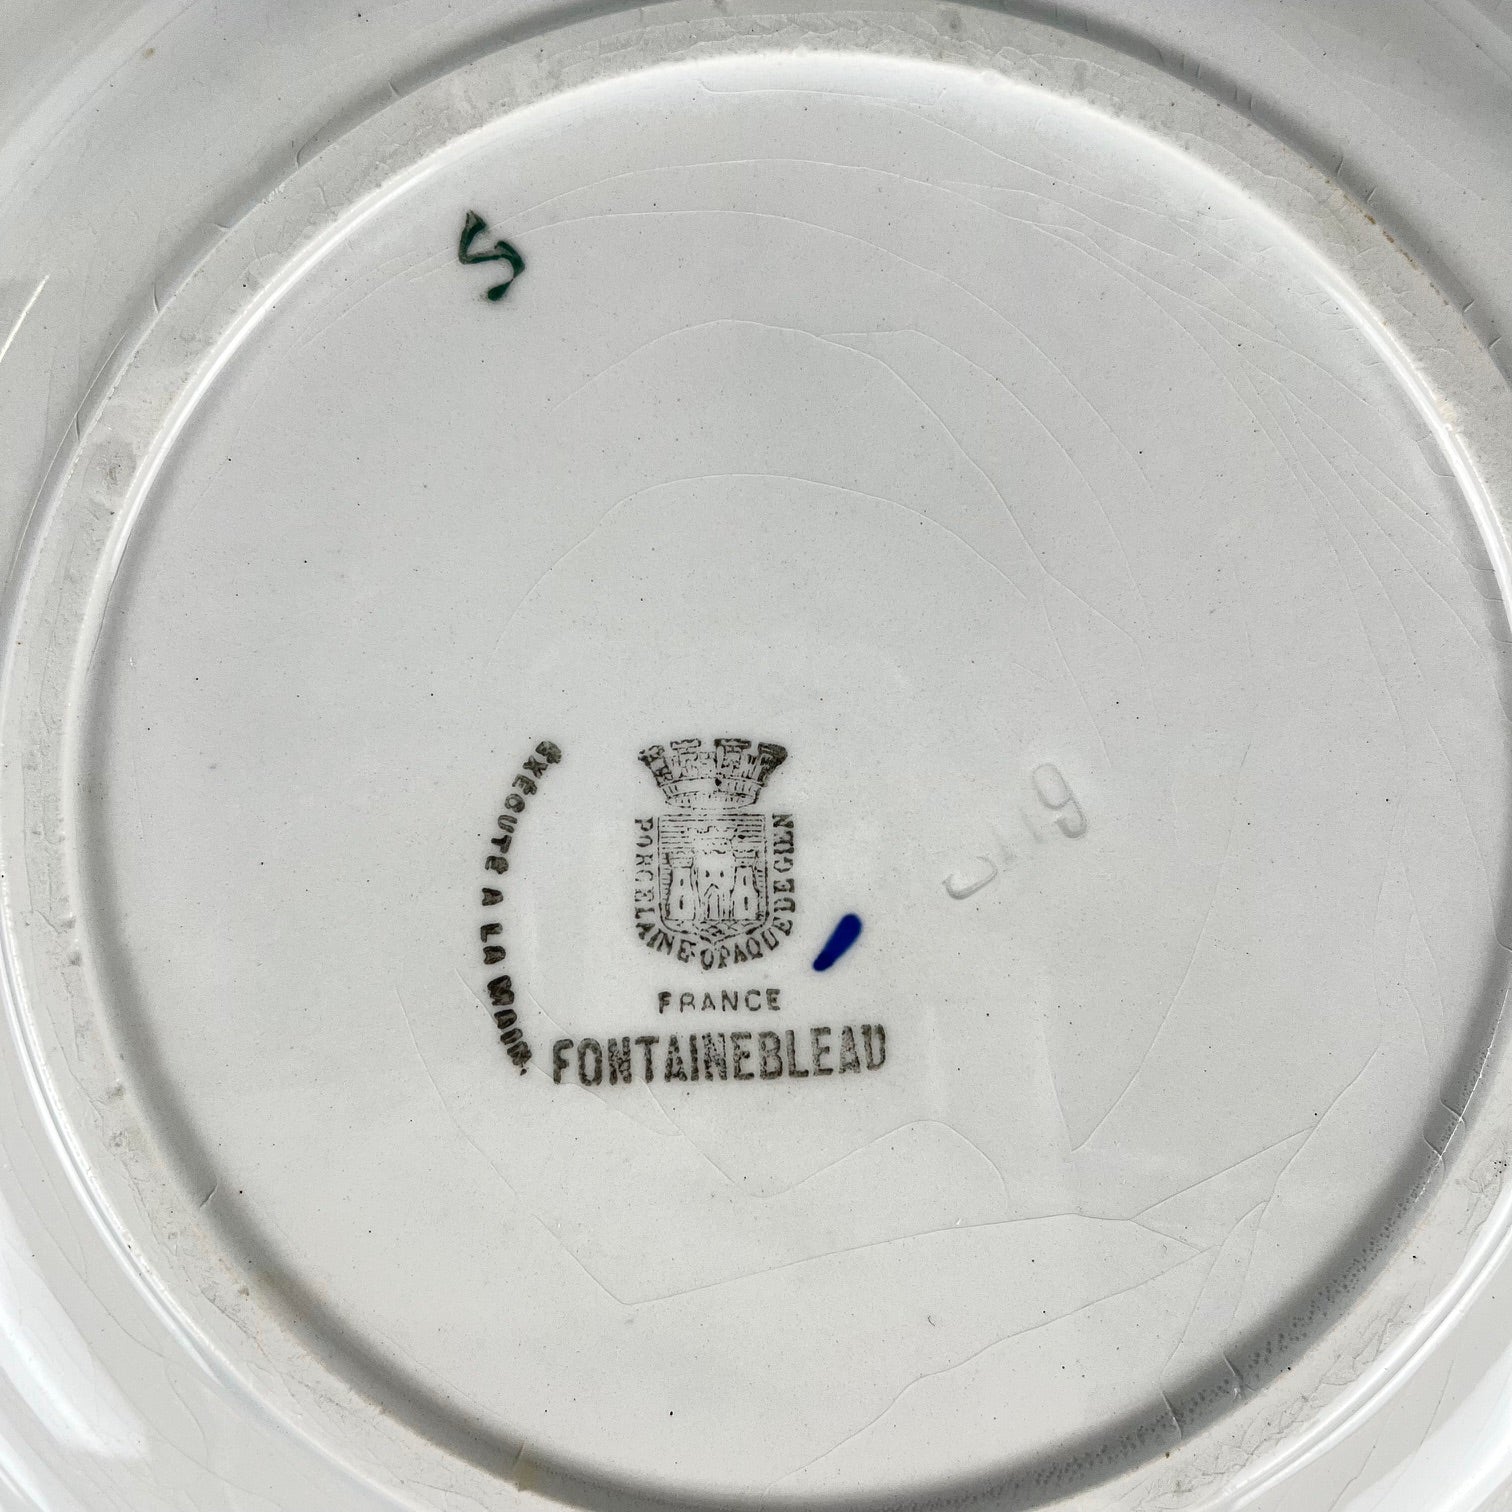 S
EXÉCUTÉ A LA MAIN.
PORCELAINE OPAQUE DE GIEN
FRANCE
FONTAINEBLEAU